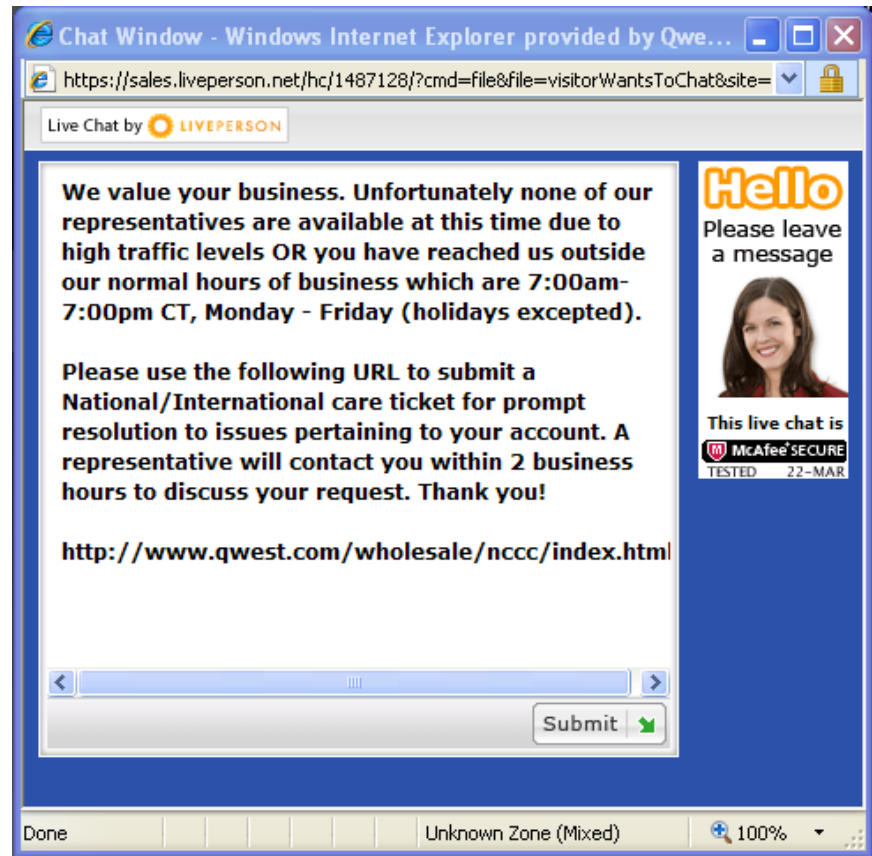 Chat Window - Windows Internet Explorer provided by Qwe...
https://sales.liveperson.net/hc/1487128/?cmd=file&file=visitorWantsToChat&site=
Live Chat by LIVEPERSON
We value your business. Unfortunately none of our
representatives are available at this time due to
high traffic levels OR you have reached us outside
our normal hours of business which are 7:00am-
7:00pm CT, Monday - Friday (holidays excepted).
Please use the following URL to submit a
National/International care ticket for prompt
resolution to issues pertaining to your account. A
representative will contact you within 2 business
hours to discuss your request. Thank you!
http://www.qwest.com/wholesale/nccc/index.html
Submit
Hello
Please leave
a message
This live chat is
McAfee SECURE
TESTED 22-MAR
Done Unknown Zone (Mixed) 100%